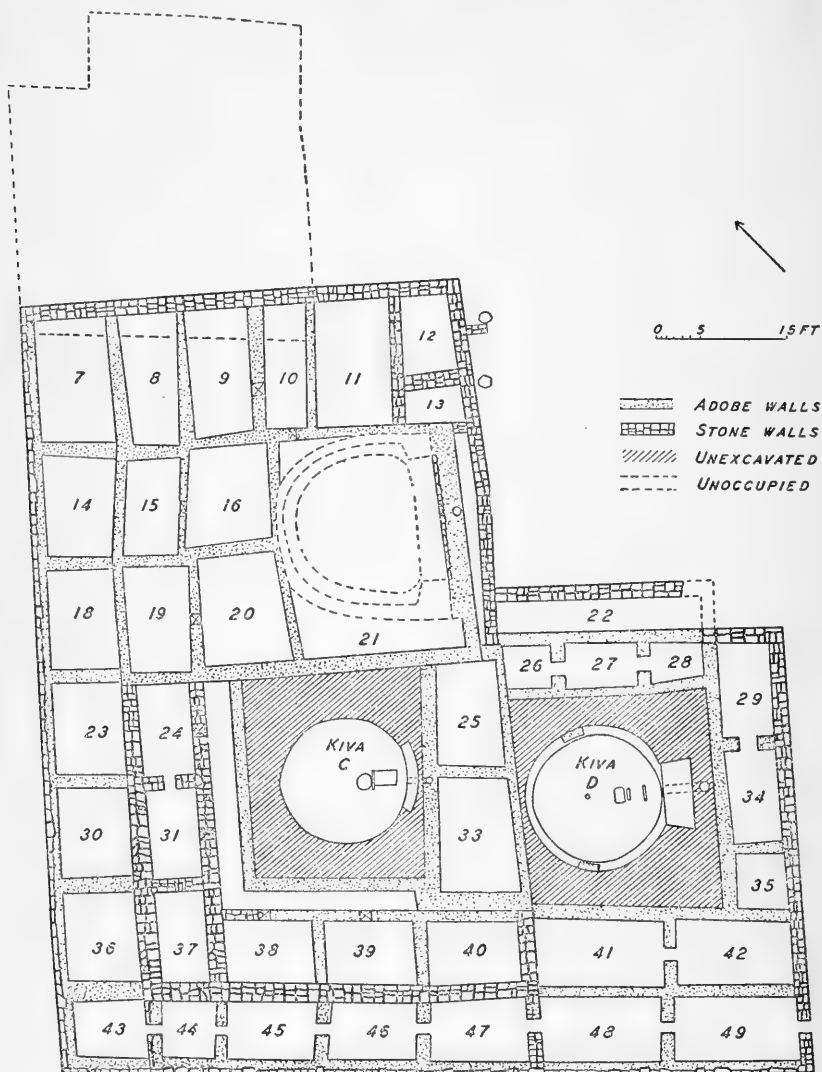 0 5 15 FT
ADOBE WALLS
STONE WALLS
UNEXCAVATED
UNOCCUPIED
7 8 9 10 11 12
13
14 15 16
18 19 20 21
22
26 27 28
23 24 25 29
KIVA
C
KIVA
D
30 31 33 34
35
36 37 38 39 40 41 42
43 44 45 46 47 48 49